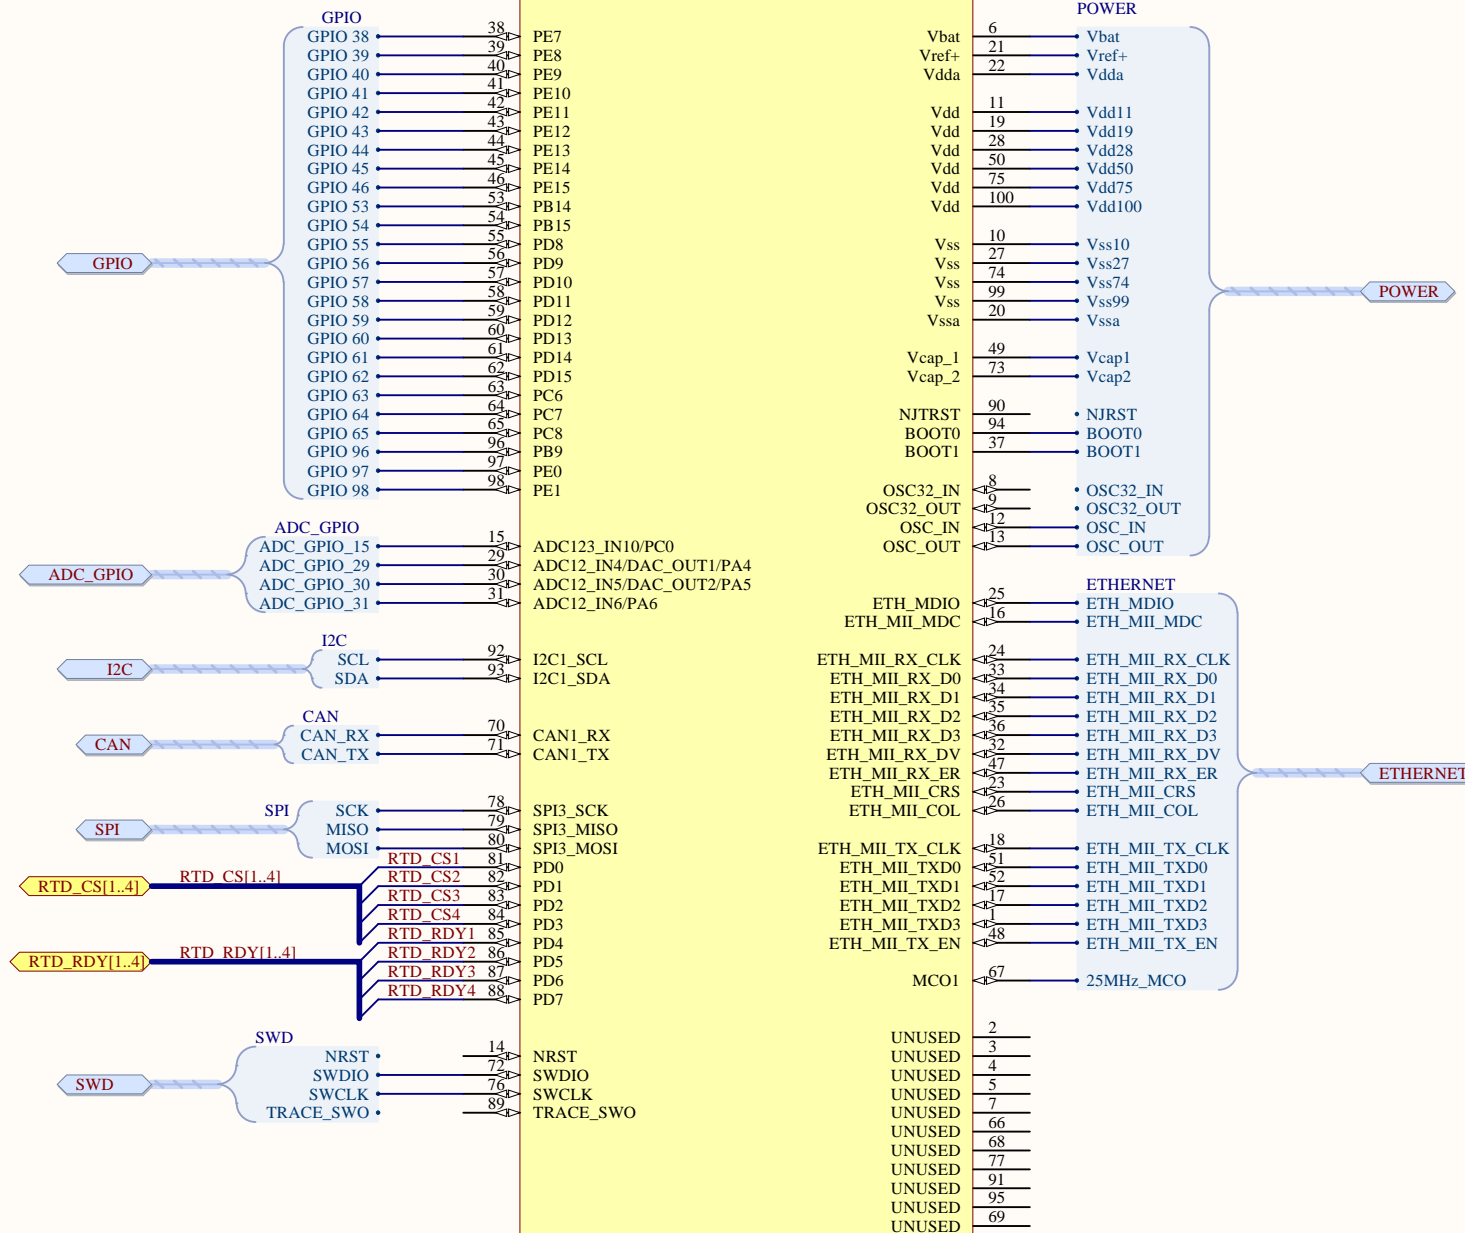 GPIO
GPIO 38 38 PE7
GPIO 39 39 PE8
GPIO 40 40 PE9
GPIO 41 41 PE10
GPIO 42 42 PE11
GPIO 43 43 PE12
GPIO 44 44 PE13
GPIO 45 45 PE14
GPIO 46 46 PE15
GPIO 53 53 PB14
GPIO 54 54 PB15
GPIO 55 55 PD8
GPIO 56 56 PD9
GPIO
GPIO 57 57 PD10
GPIO 58 58 PD11
GPIO 59 59 PD12
GPIO 60 60 PD13
GPIO 61 61 PD14
GPIO 62 62 PD15
GPIO 63 63 PC6
GPIO 64 64 PC7
GPIO 65 65 PC8
GPIO 96 96 PB9
GPIO 97 97 PE0
GPIO 98 98 PE1
ADC_GPIO
ADC_GPIO_15 15 ADC123_IN10/PC0
ADC_GPIO_29 29 ADC12_IN4/DAC_OUT1/PA4
ADC_GPIO
ADC_GPIO_30 30 ADC12_IN5/DAC_OUT2/PA5
ADC_GPIO_31 31 ADC12_IN6/PA6
I2C
SCL 92 I2C1_SCL
I2C
SDA 93 I2C1_SDA
CAN
CAN_RX 70 CAN1_RX
CAN
CAN_TX 71 CAN1_TX
SPI
SCK 78 SPI3_SCK
SPI
MISO 79 SPI3_MISO
MOSI 80 SPI3_MOSI
RTD_CS1 81 PD0
RTD_CS[1..4] RTD_CS[1..4]
RTD_CS2 82 PD1
RTD_CS3 83 PD2
RTD_CS4 84 PD3
RTD_RDY1 85 PD4
RTD_RDY[1..4] RTD_RDY[1..4]
RTD_RDY2 86 PD5
RTD_RDY3 87 PD6
RTD_RDY4 88 PD7
SWD
NRST 14 NRST
SWDIO 72 SWDIO
SWD
SWCLK 76 SWCLK
TRACE_SWO 89 TRACE_SWO
POWER
Vbat 6 Vbat
Vref+ 21 Vref+
Vdda 22 Vdda
Vdd 11 Vdd11
Vdd 19 Vdd19
Vdd 28 Vdd28
Vdd 50 Vdd50
Vdd 75 Vdd75
Vdd 100 Vdd100
Vss 10 Vss10
Vss 27 Vss27
Vss 74 Vss74
POWER
Vss 99 Vss99
Vssa 20 Vssa
Vcap_1 49 Vcap1
Vcap_2 73 Vcap2
NJTRST 90 NJRST
BOOT0 94 BOOT0
BOOT1 37 BOOT1
OSC32_IN 8 OSC32_IN
OSC32_OUT 9 OSC32_OUT
OSC_IN 12 OSC_IN
OSC_OUT 13 OSC_OUT
ETHERNET
ETH_MDIO 25 ETH_MDIO
ETH_MII_MDC 16 ETH_MII_MDC
ETH_MII_RX_CLK 24 ETH_MII_RX_CLK
ETH_MII_RX_D0 33 ETH_MII_RX_D0
ETH_MII_RX_D1 34 ETH_MII_RX_D1
ETH_MII_RX_D2 35 ETH_MII_RX_D2
ETH_MII_RX_D3 36 ETH_MII_RX_D3
ETH_MII_RX_DV 32 ETH_MII_RX_DV
ETH_MII_RX_ER 47 ETH_MII_RX_ER
ETHERNET
ETH_MII_CRS 23 ETH_MII_CRS
ETH_MII_COL 26 ETH_MII_COL
ETH_MII_TX_CLK 18 ETH_MII_TX_CLK
ETH_MII_TXD0 51 ETH_MII_TXD0
ETH_MII_TXD1 52 ETH_MII_TXD1
ETH_MII_TXD2 17 ETH_MII_TXD2
ETH_MII_TXD3 1 ETH_MII_TXD3
ETH_MII_TX_EN 48 ETH_MII_TX_EN
MCO1 67 25MHz_MCO
UNUSED 2
UNUSED 3
UNUSED 4
UNUSED 5
UNUSED 7
UNUSED 66
UNUSED 68
UNUSED 77
UNUSED 91
UNUSED 95
UNUSED 69